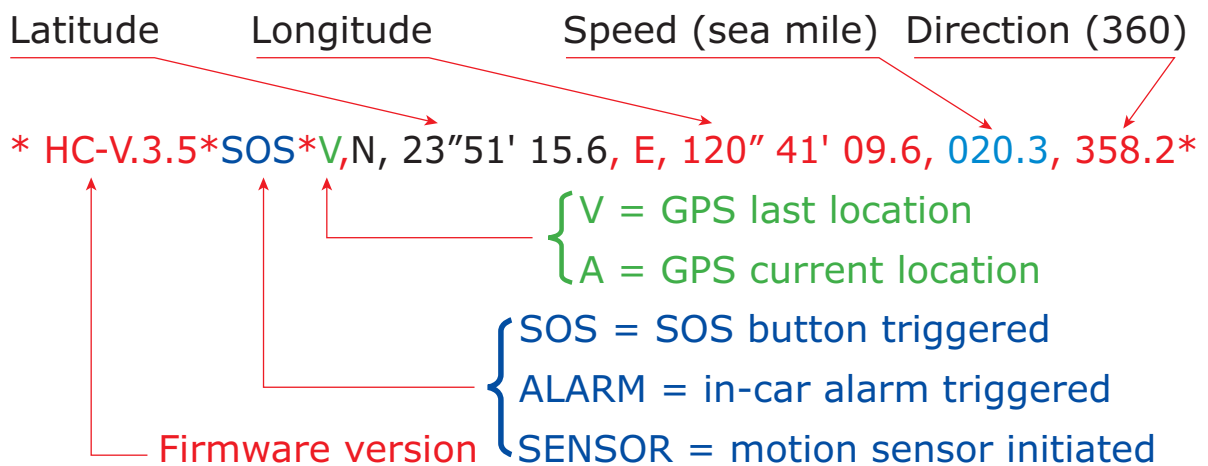 Latitude Longitude Speed (sea mile) Direction (360)
* HC-V.3.5*SOS*V,N, 23″51' 15.6, E, 120″ 41' 09.6, 020.3, 358.2*
V = GPS last location
A = GPS current location
SOS = SOS button triggered
ALARM = in-car alarm triggered
Firmware version SENSOR = motion sensor initiated